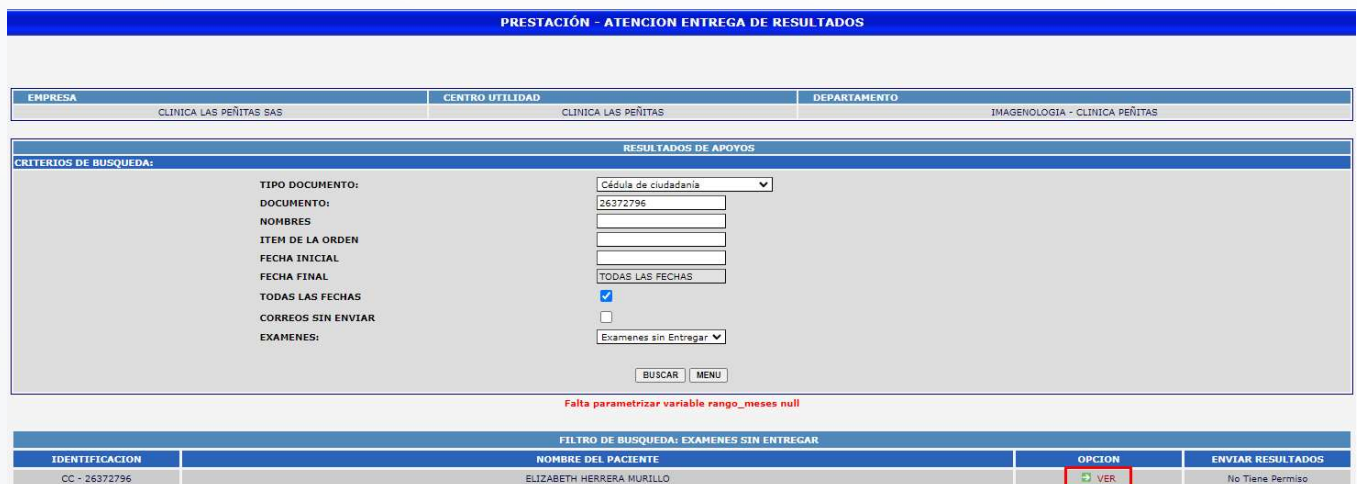 PRESTACIÓN - ATENCION ENTREGA DE RESULTADOS
EMPRESA CENTRO UTILIDAD DEPARTAMENTO
CLINICA LAS PEÑITAS SAS CLINICA LAS PEÑITAS IMAGENOLOGIA - CLINICA PEÑITAS
RESULTADOS DE APOYOS
CRITERIOS DE BUSQUEDA:
TIPO DOCUMENTO: Cédula de ciudadanía
DOCUMENTO: 26372796
NOMBRES
ITEM DE LA ORDEN
FECHA INICIAL
FECHA FINAL TODAS LAS FECHAS
TODAS LAS FECHAS
CORREOS SIN ENVIAR
EXAMENES: Examenes sin Entregar
BUSCAR MENU
Falta parametrizar variable rango_meses null
FILTRO DE BUSQUEDA: EXAMENES SIN ENTREGAR
IDENTIFICACION NOMBRE DEL PACIENTE OPCION ENVIAR RESULTADOS
CC - 26372796 ELIZABETH HERRERA MURILLO VER No Tiene Permiso